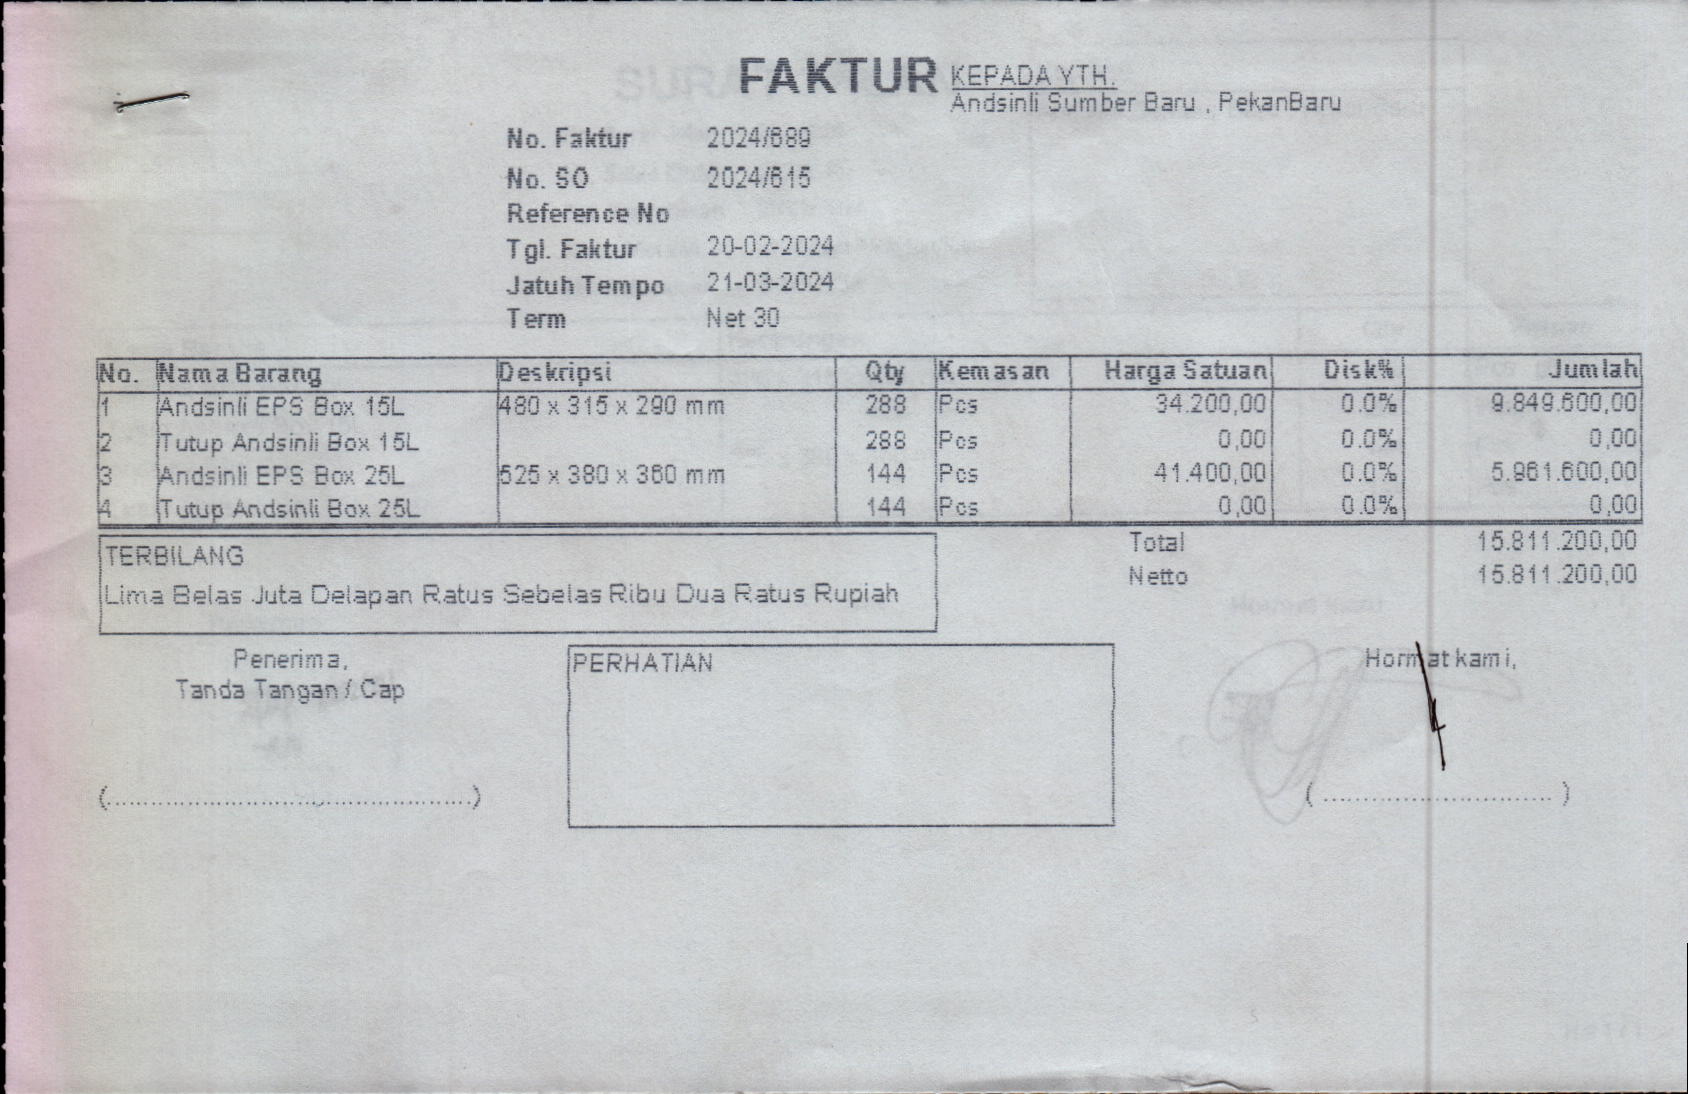 FAKTUR
KEPADA YTH.
Andsinli Sumber Baru , PekanBaru
No. Faktur 2024/689
No. SO 2024/615
Reference No
Tgl. Faktur 20-02-2024
Jatuh Tempo 21-03-2024
Term Net 30
No. Nama Barang Deskripsi Qty Kemasan Harga Satuan Disk% Jumlah
1 Andsinli EPS Box 15L 480 x 315 x 290 mm 288 Pcs 34.200,00 0.0% 9.849.600,00
2 Tutup Andsinli Box 15L 288 Pcs 0,00 0.0% 0,00
3 Andsinli EPS Box 25L 525 x 380 x 360 mm 144 Pcs 41.400,00 0.0% 5.961.600,00
4 Tutup Andsinli Box 25L 144 Pcs 0,00 0.0% 0,00
Total 15.811.200,00
Netto 15.811.200,00
TERBILANG
Lima Belas Juta Delapan Ratus Sebelas Ribu Dua Ratus Rupiah
Penerima,
Tanda Tangan / Cap
(................................................)
PERHATIAN
Hormat kami,
( .............................. )